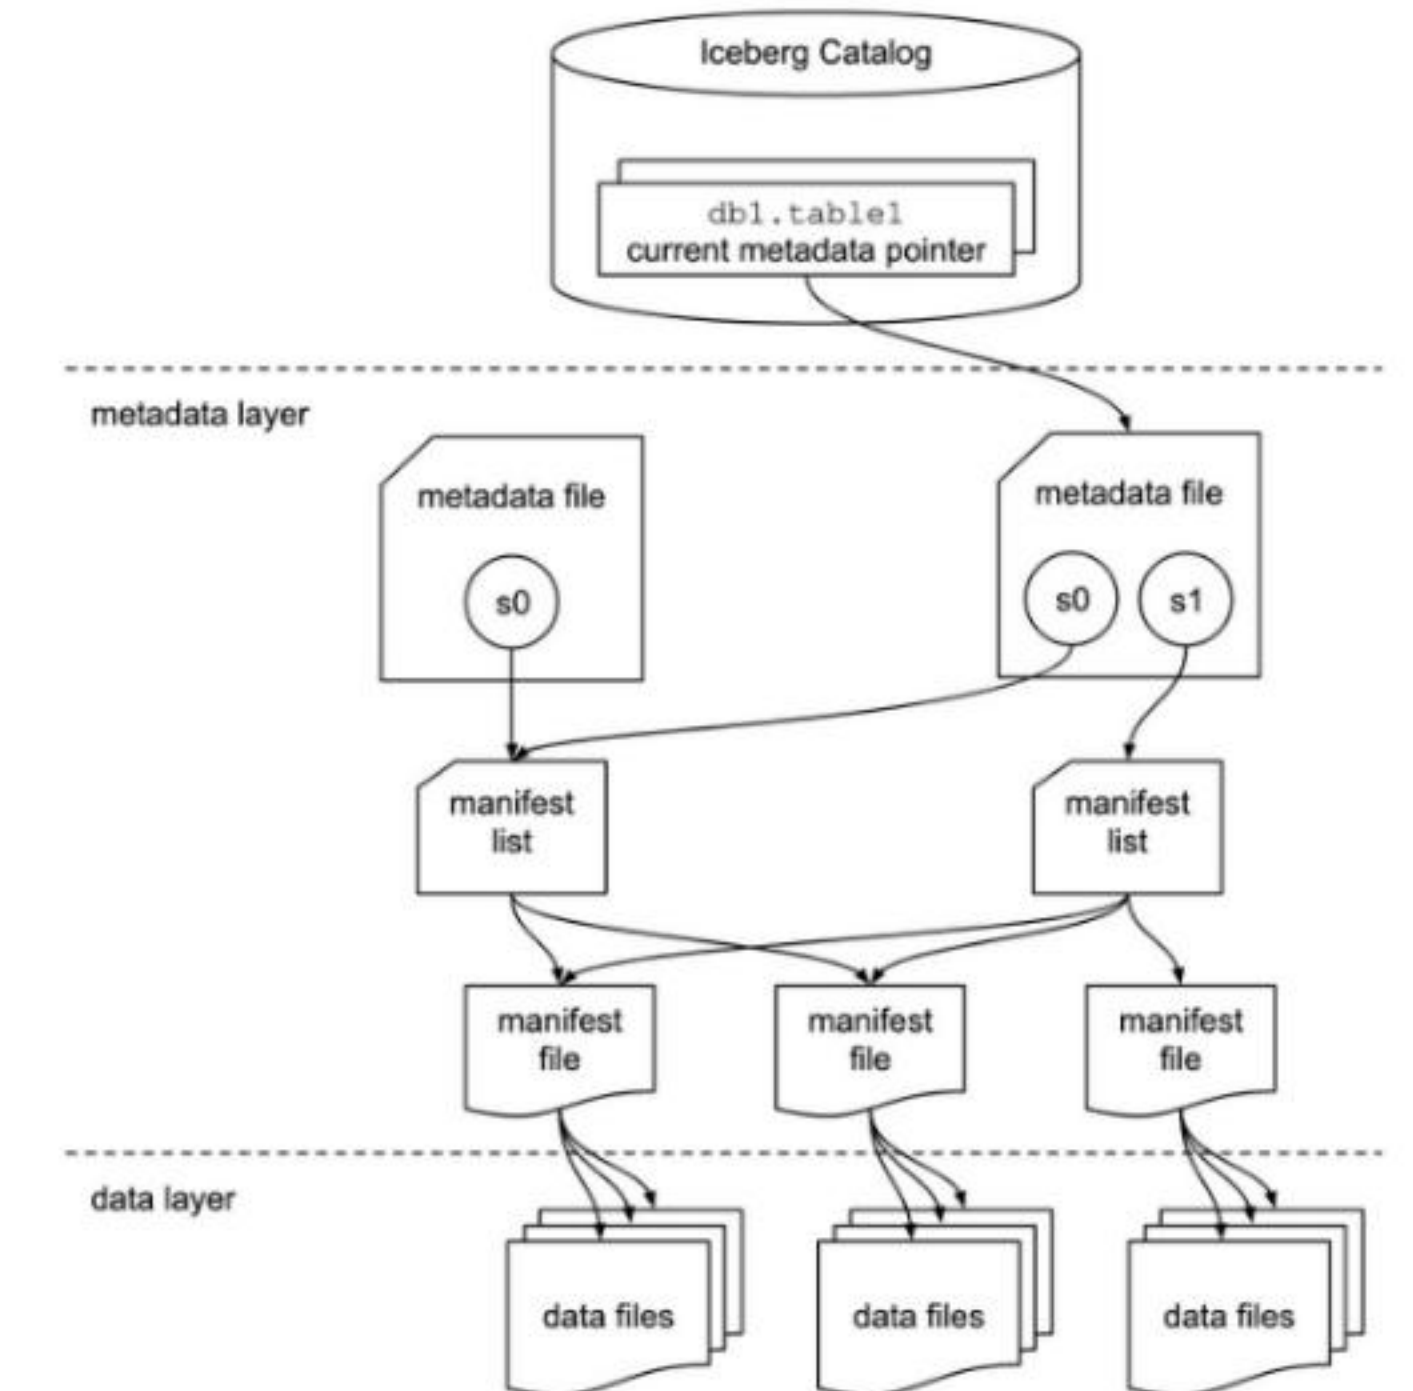 Iceberg Catalog
db1.table1
current metadata pointer
metadata layer
metadata file
s0
metadata file
s0
s1
manifest
list
manifest
list
manifest
file
manifest
file
manifest
file
data layer
data files
data files
data files